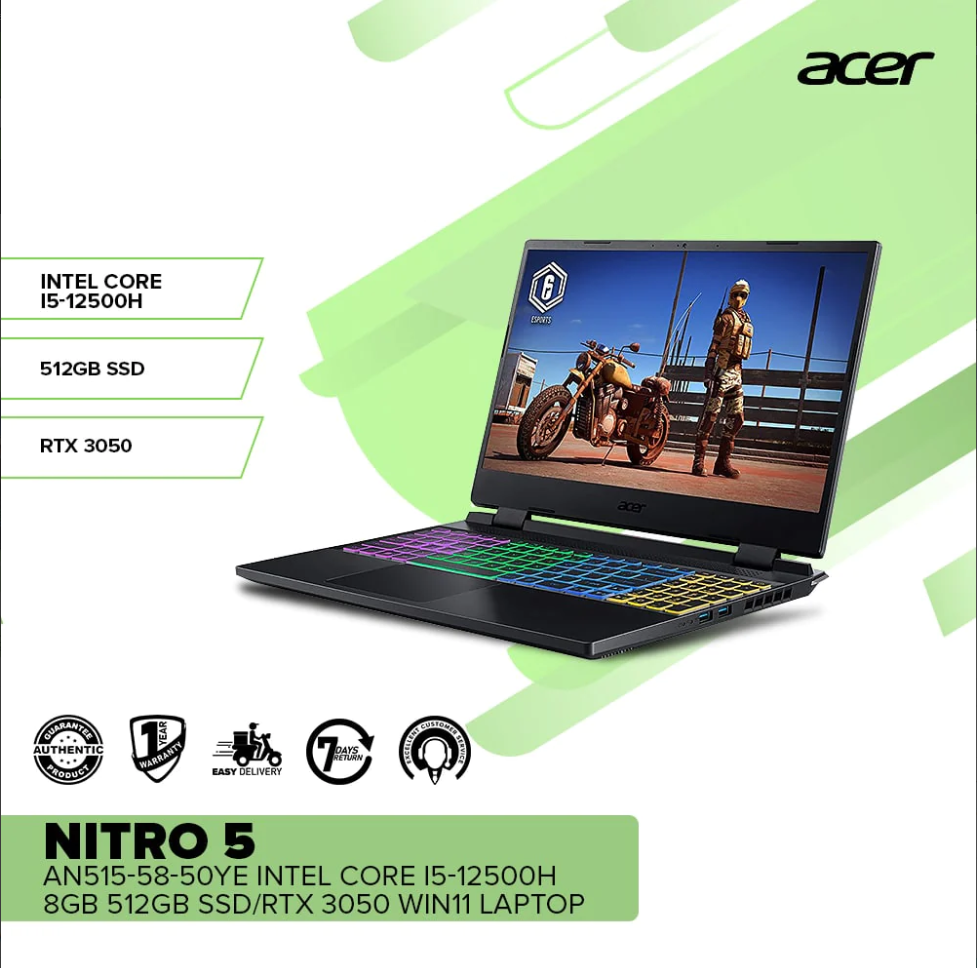 acer
INTEL CORE
I5-12500H
512GB SSD
RTX 3050
6
ESPORTS
acer
GUARANTEE
AUTHENTIC
PRODUCT
1 YEAR
WARRANTY
EASY DELIVERY
7 DAYS
RETURN
EXCELLENT CUSTOMER SERVICE
NITRO 5
AN515-58-50YE INTEL CORE I5-12500H
8GB 512GB SSD/RTX 3050 WIN11 LAPTOP